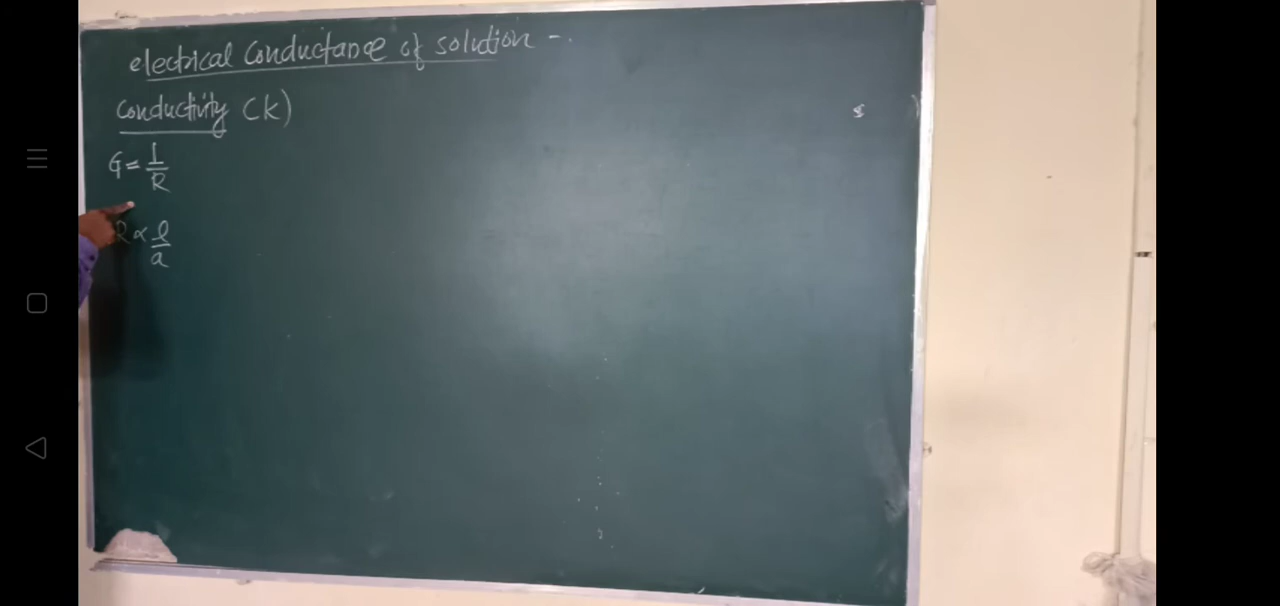 electrical conductance of solution -.
conductivity (k)
G = 1/R
R ∝ l/a